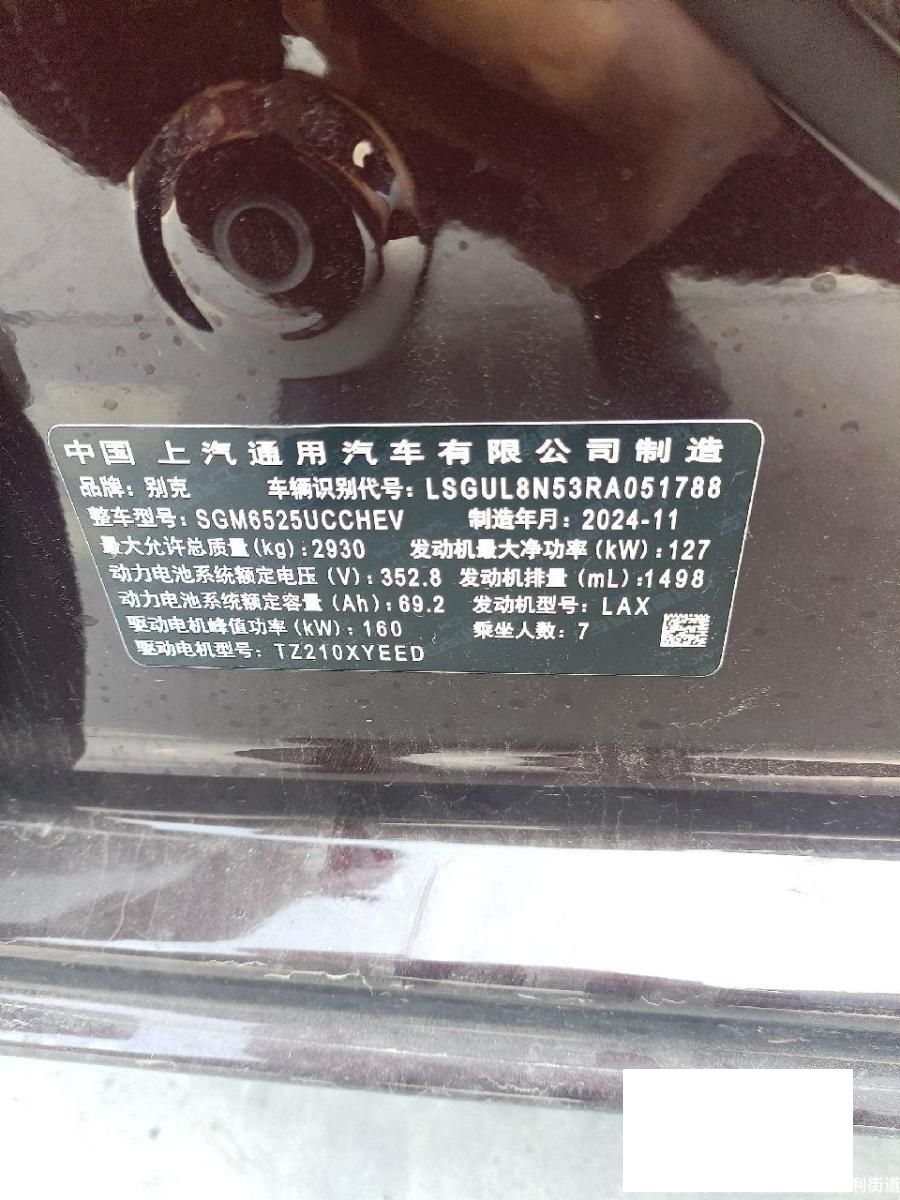 中国 上汽通用汽车有限公司制造
品牌：别克 车辆识别代号：LSGUL8N53RA051788
整车型号：SGM6525UCCHEV 制造年月：2024-11
最大允许总质量(kg)：2930 发动机最大净功率(kW)：127
动力电池系统额定电压(V)：352.8 发动机排量(mL)：1498
动力电池系统额定容量(Ah)：69.2 发动机型号：LAX
驱动电机峰值功率(kW)：160 乘坐人数：7
驱动电机型号：TZ210XYEED
利街道